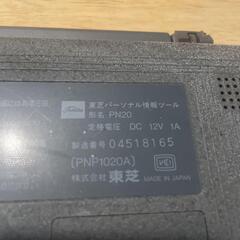 東芝パーソナル情報ツール
形名 PN20
定格電圧 DC 12V 1A
製造番号 04518165
(PNP1020A)
株式会社 東芝
MADE IN JAPAN